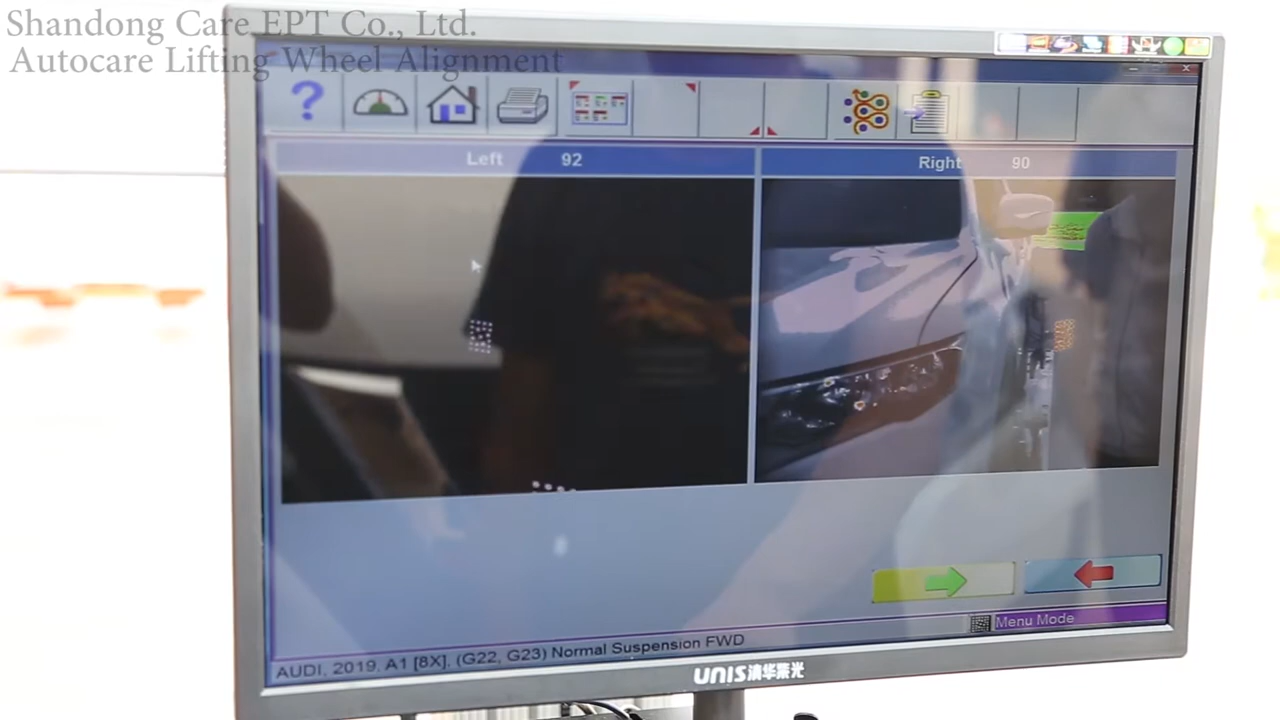 Shandong Care EPT Co., Ltd.
Autocare Lifting Wheel Alignment
?
Left 92
Right 90
Menu Mode
AUDI, 2019, A1 [8X], (G22, G23) Normal Suspension FWD
UNIS清华紫光